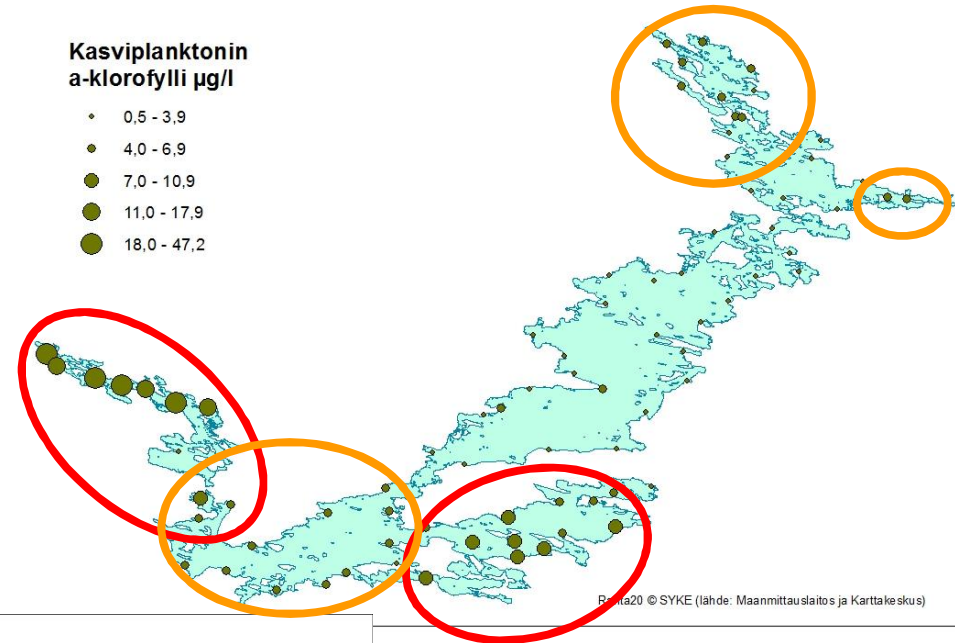 Kasviplanktonin
a-klorofylli µg/l
0,5 - 3,9
4,0 - 6,9
7,0 - 10,9
11,0 - 17,9
18,0 - 47,2
© SYKE (lähde: Maanmittauslaitos ja Karttakeskus)